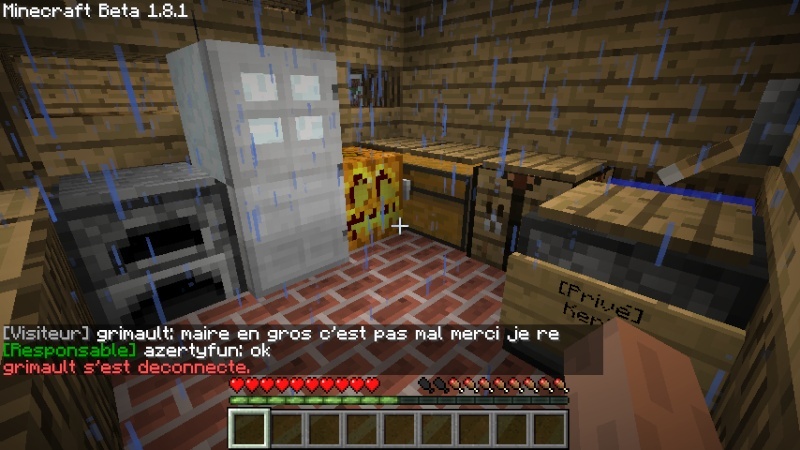 Minecraft Beta 1.8.1
[Privé]
[Visiteur] grimault: maire en gros c'est pas mal merci je re
[Responsable] azertyfun: ok
grimault s'est deconnecte.